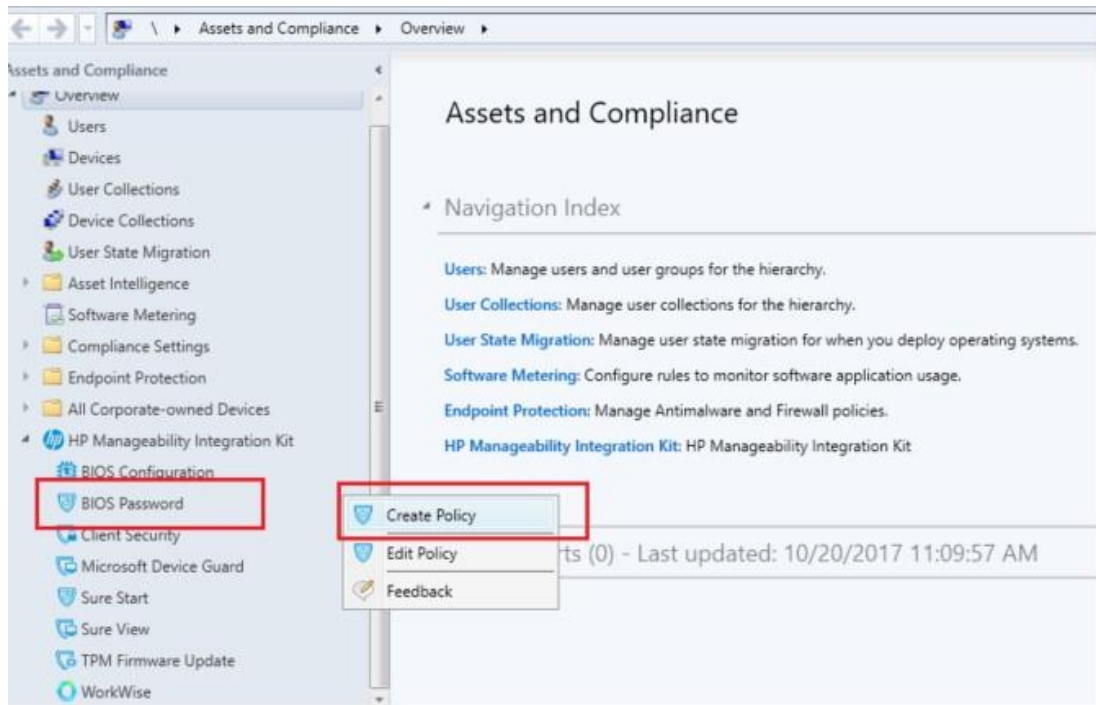 \ Assets and Compliance Overview
Assets and Compliance
Overview
Users
Devices
User Collections
Device Collections
User State Migration
Asset Intelligence
Software Metering
Compliance Settings
Endpoint Protection
All Corporate-owned Devices
HP Manageability Integration Kit
BIOS Configuration
BIOS Password
Client Security
Microsoft Device Guard
Sure Start
Sure View
TPM Firmware Update
WorkWise
Create Policy
Edit Policy
Feedback
Assets and Compliance
Navigation Index
Users: Manage users and user groups for the hierarchy.
User Collections: Manage user collections for the hierarchy.
User State Migration: Manage user state migration for when you deploy operating systems.
Software Metering: Configure rules to monitor software application usage.
Endpoint Protection: Manage Antimalware and Firewall policies.
HP Manageability Integration Kit: HP Manageability Integration Kit
rts (0) - Last updated: 10/20/2017 11:09:57 AM